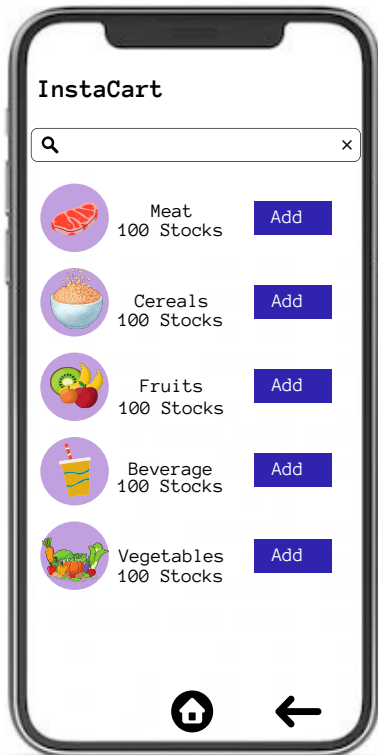 InstaCart
Meat
100 Stocks
Add
Cereals
100 Stocks
Add
Fruits
100 Stocks
Add
Beverage
100 Stocks
Add
Vegetables
100 Stocks
Add